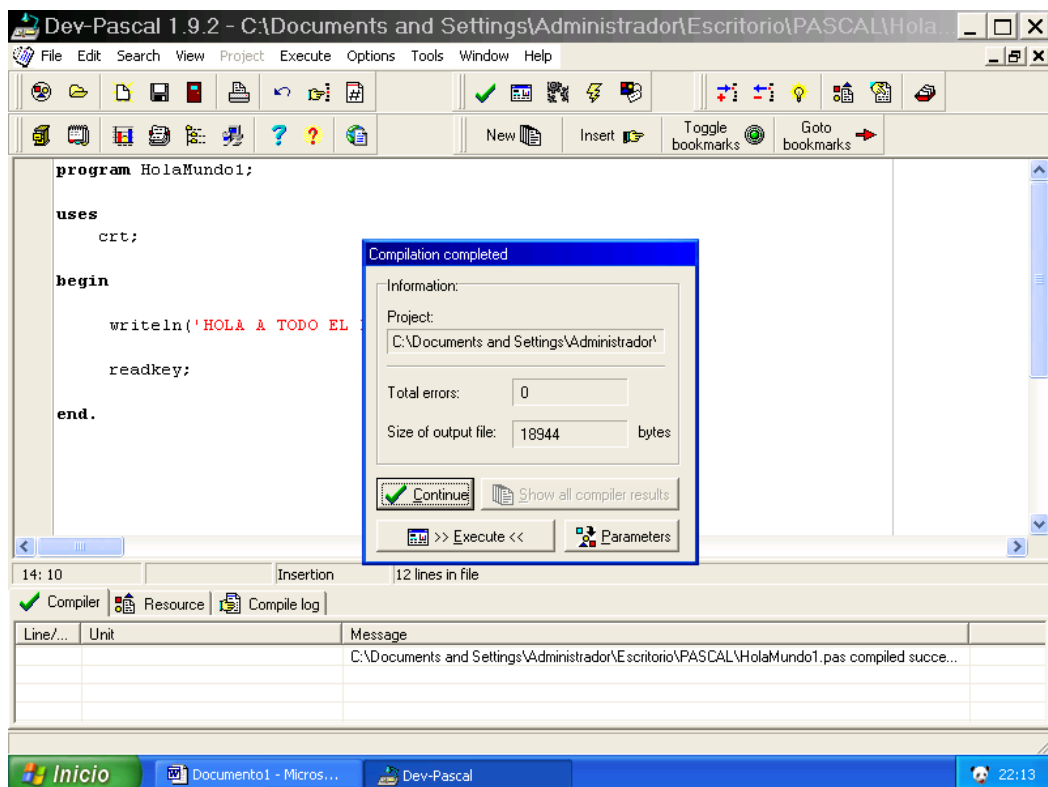 Dev-Pascal 1.9.2 - C:\Documents and Settings\Administrador\Escritorio\PASCAL\Hola...
File Edit Search View Project Execute Options Tools Window Help
New Insert Toggle bookmarks Goto bookmarks
program HolaMundo1;
uses
crt;
begin
writeln('HOLA A TODO EL
readkey;
end.
Compilation completed
Information:
Project:
C:\Documents and Settings\Administrador\
Total errors: 0
Size of output file: 18944 bytes
Continue Show all compiler results
>> Execute << Parameters
14: 10 Insertion 12 lines in file
Compiler Resource Compile log
Line/... Unit Message
C:\Documents and Settings\Administrador\Escritorio\PASCAL\HolaMundo1.pas compiled succe...
Inicio Documento1 - Micros... Dev-Pascal 22:13